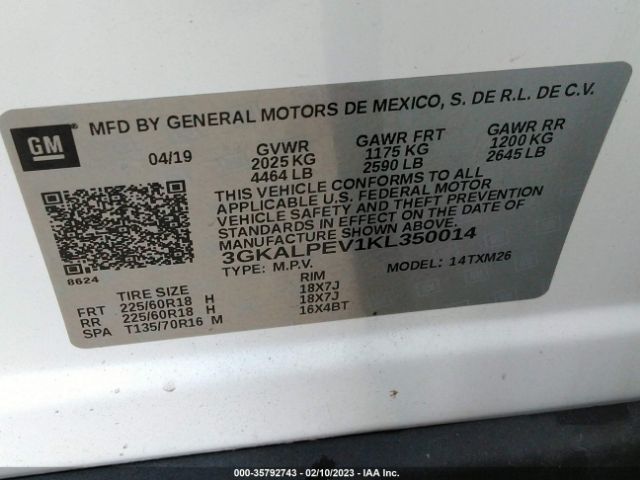 MFD BY GENERAL MOTORS DE MEXICO, S. DE R.L. DE C.V.
GM
04/19
GVWR
2025 KG
4464 LB
GAWR FRT
1175 KG
2590 LB
GAWR RR
1200 KG
2645 LB
THIS VEHICLE CONFORMS TO ALL
APPLICABLE U.S. FEDERAL MOTOR
VEHICLE SAFETY AND THEFT PREVENTION
STANDARDS IN EFFECT ON THE DATE OF
MANUFACTURE SHOWN ABOVE.
3GKALPEV1KL350014
TYPE: M.P.V.
MODEL: 14TXM26
8624
TIRE SIZE RIM
FRT 225/60R18 H 18X7J
RR 225/60R18 H 18X7J
SPA T135/70R16 M 16X4BT
000-35792743 - 02/10/2023 - IAA Inc.